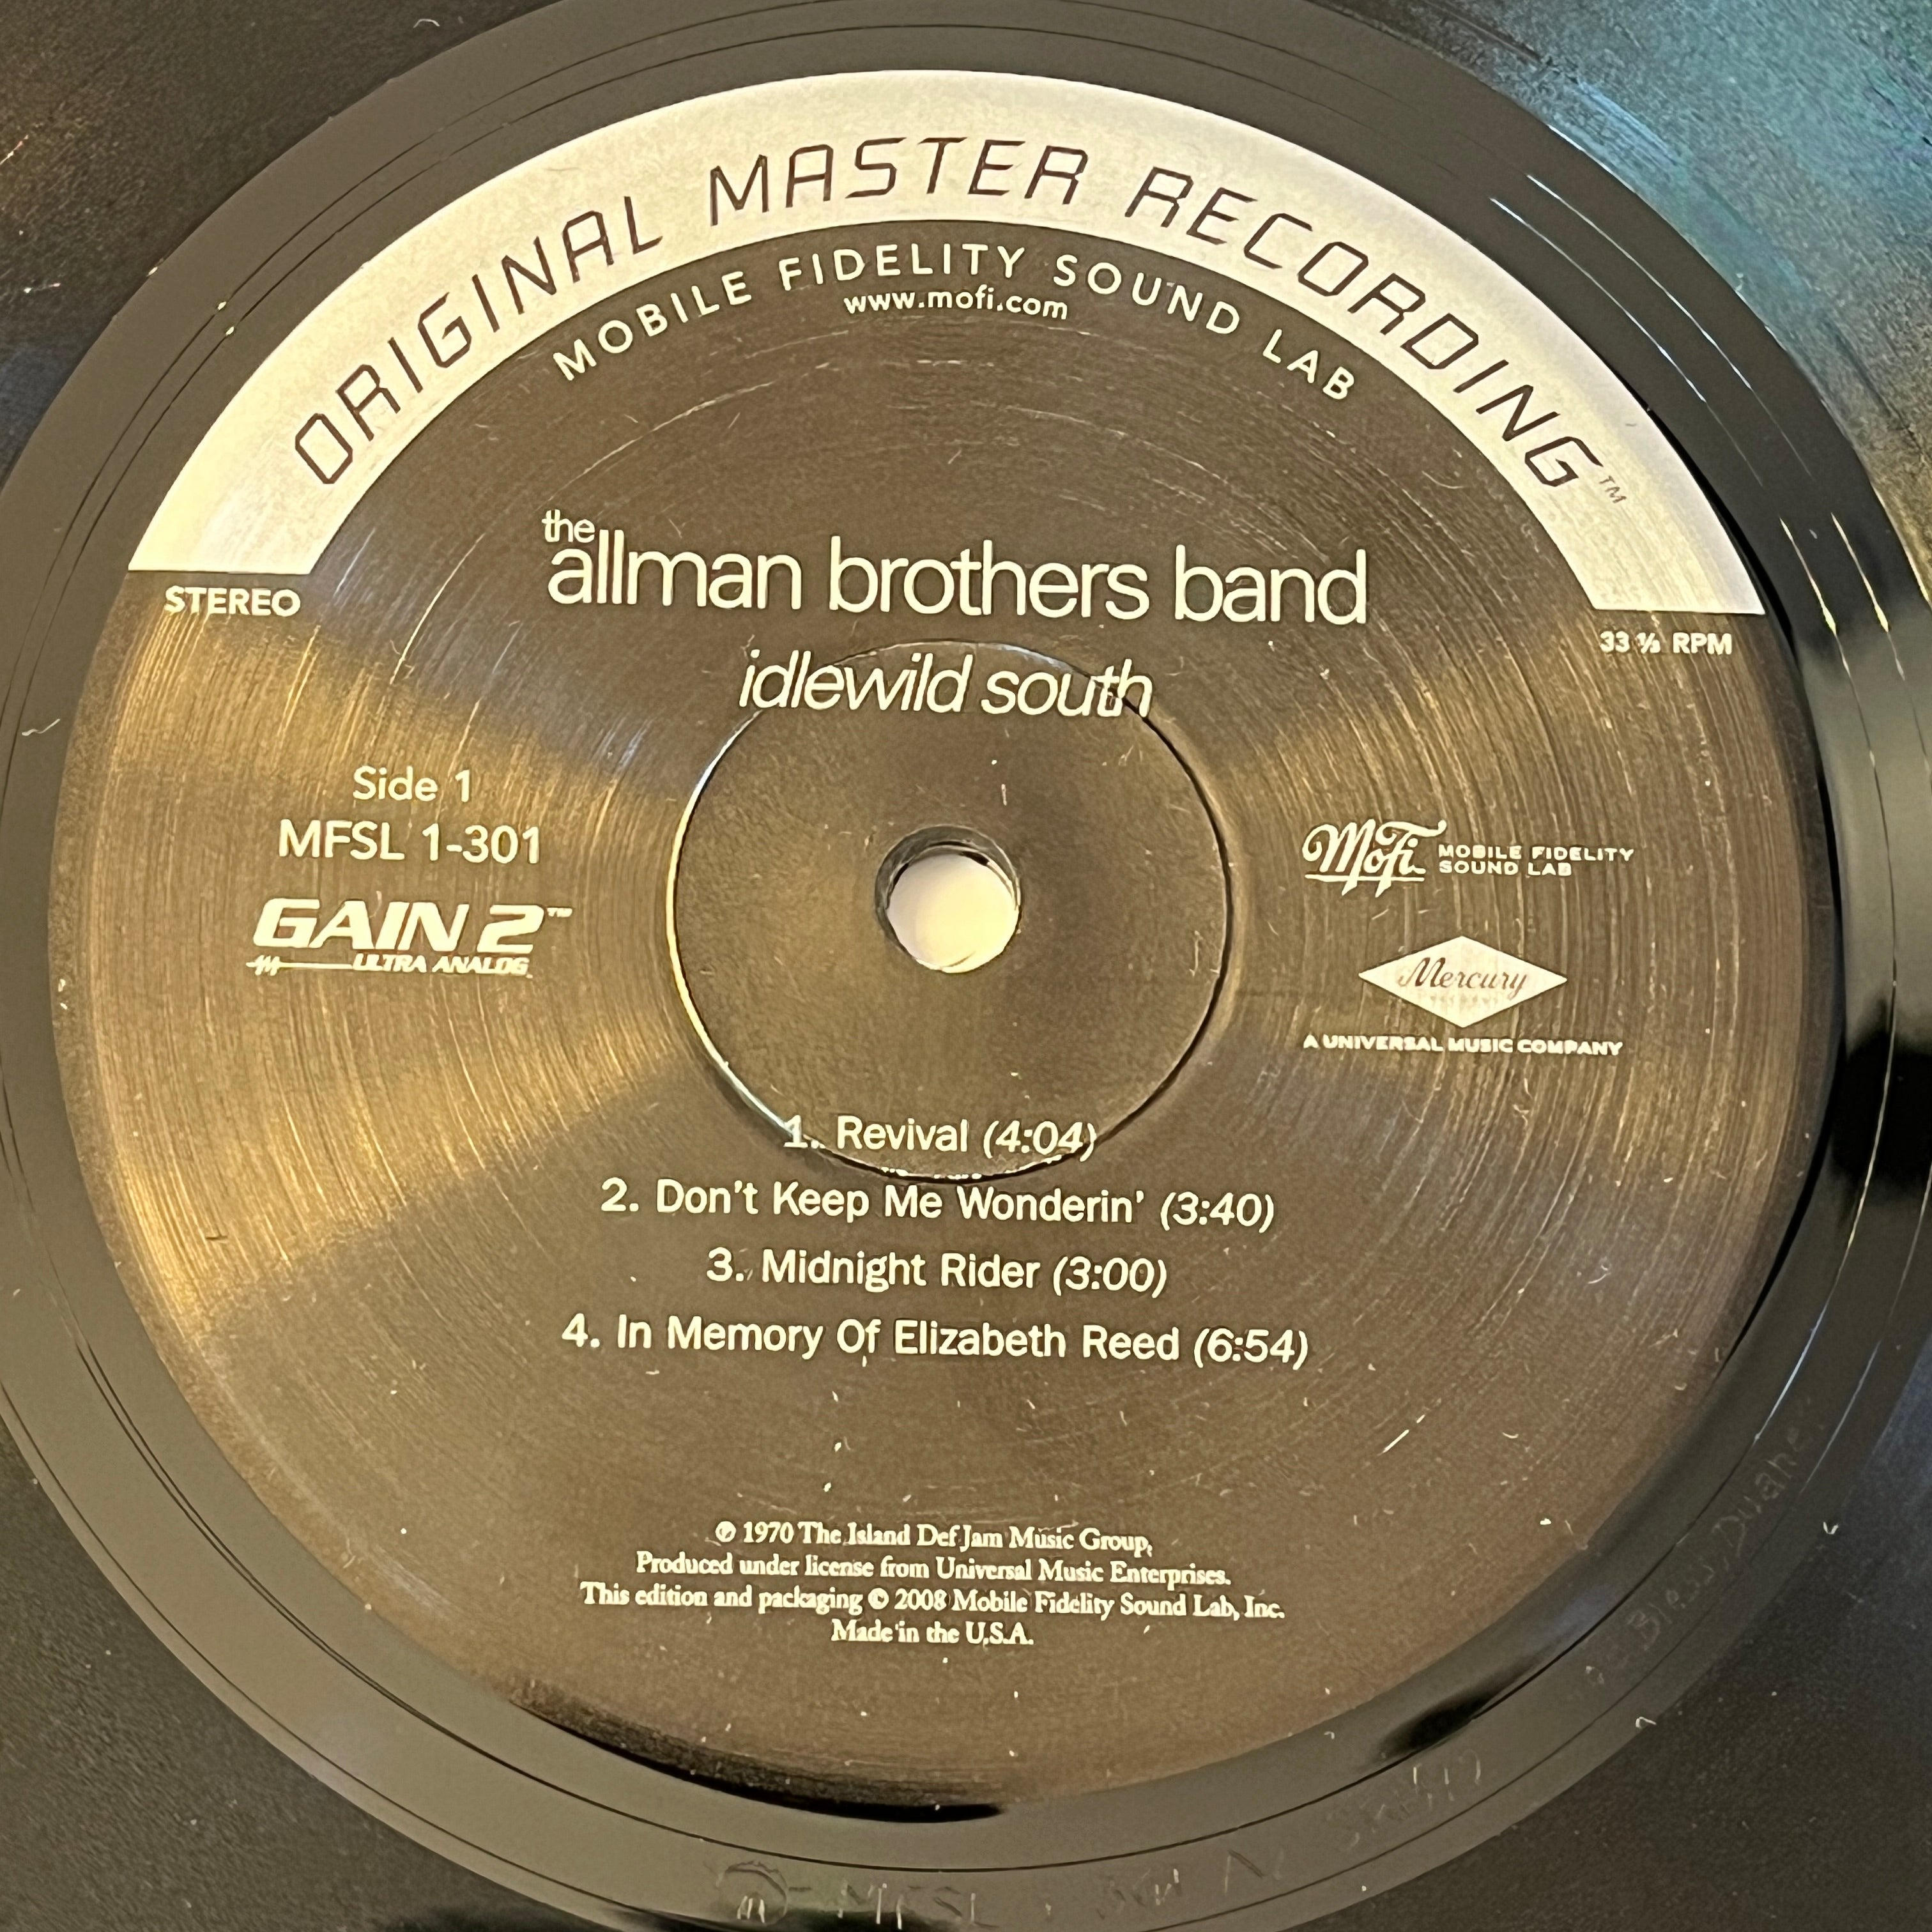 ORIGINAL MASTER RECORDING™
MOBILE FIDELITY SOUND LAB
www.mofi.com
the
allman brothers band
STEREO
33 ⅓ RPM
idlewild south
Side 1
MFSL 1-301
GAIN 2™
ULTRA ANALOG
MoFi MOBILE FIDELITY
SOUND LAB
Mercury
RECORDS
A UNIVERSAL MUSIC COMPANY
1. Revival (4:04)
2. Don't Keep Me Wonderin' (3:40)
3. Midnight Rider (3:00)
4. In Memory Of Elizabeth Reed (6:54)
℗ 1970 The Island Def Jam Music Group,
Produced under license from Universal Music Enterprises.
This edition and packaging © 2008 Mobile Fidelity Sound Lab, Inc.
Made in the U.S.A.